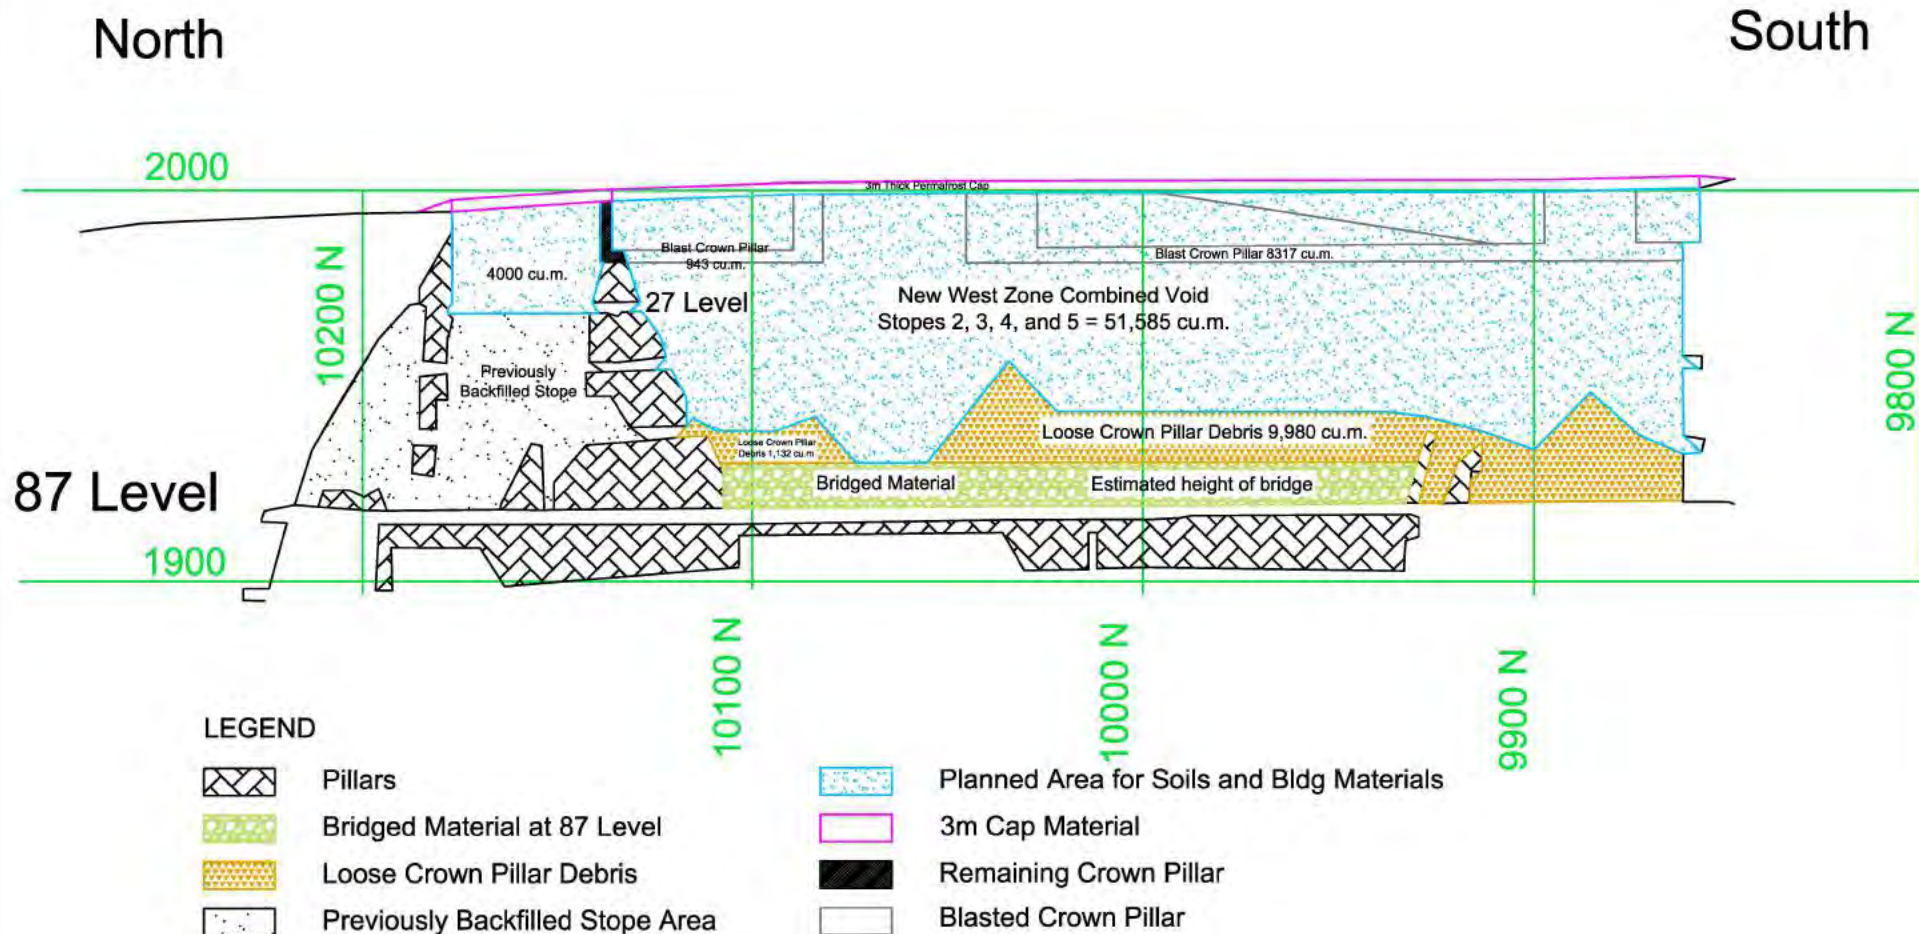 North
South
2000
3m Thick Permafrost Cap
10200 N
4000 cu.m.
Blast Crown Pillar
943 cu.m.
Blast Crown Pillar 8317 cu.m.
27 Level
New West Zone Combined Void
Stopes 2, 3, 4, and 5 = 51,585 cu.m.
9800 N
Previously
Backfilled Stope
Loose Crown Pillar
Debris 1,132 cu.m
Loose Crown Pillar Debris 9,980 cu.m.
87 Level
Bridged Material
Estimated height of bridge
1900
10100 N
10000 N
9900 N
LEGEND
Pillars
Bridged Material at 87 Level
Loose Crown Pillar Debris
Previously Backfilled Stope Area
Planned Area for Soils and Bldg Materials
3m Cap Material
Remaining Crown Pillar
Blasted Crown Pillar